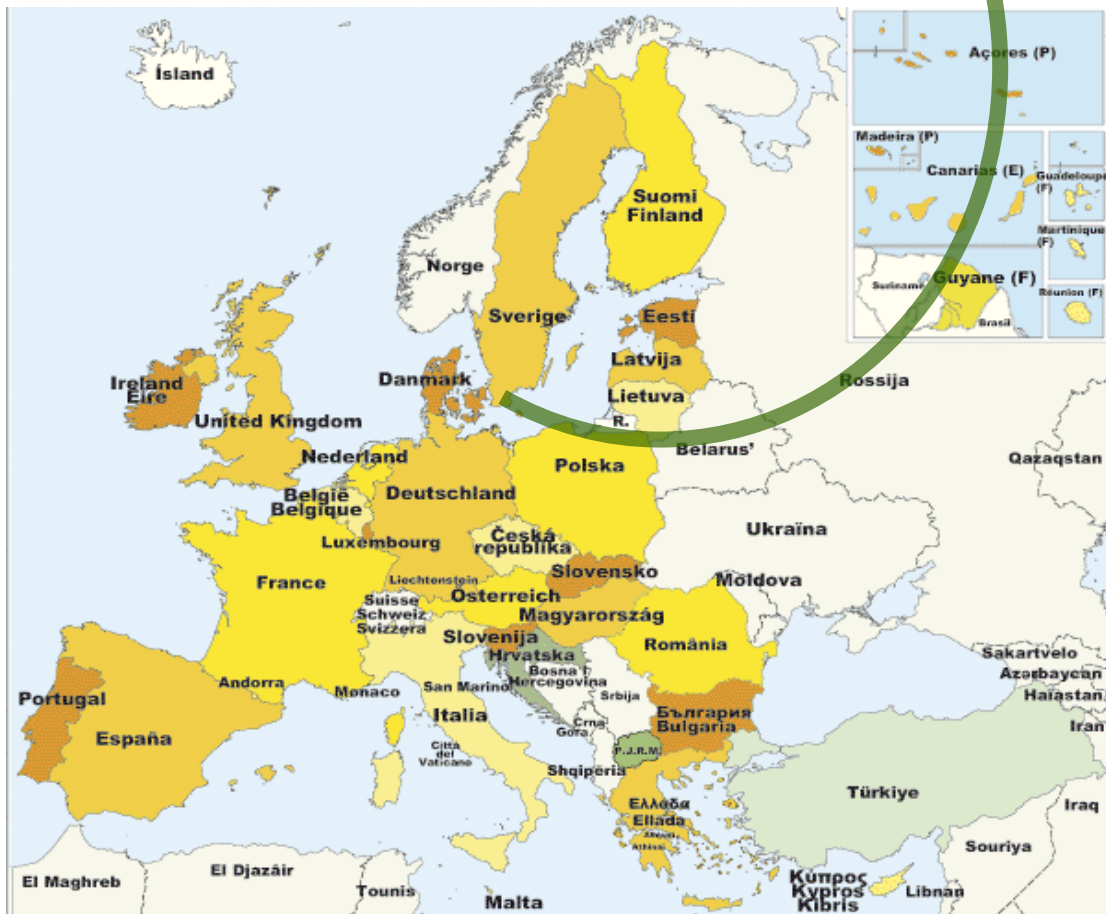 Ísland
Açores (P)
Madeira (P)
Canarias (E)
Guadeloupe
(F)
Martinique
(F)
Suriname
Guyane (F)
Réunion (F)
Brasil
Suomi
Finland
Norge
Sverige
Eesti
Latvija
Lietuva
R.
Rossija
Danmark
Ireland
Eire
United Kingdom
Nederland
Polska
Belarus'
Qazaqstan
België
Belgique
Deutschland
Ukraïna
Luxembourg
Česká
republika
Slovensko
France
Liechtenstein
Österreich
Moldova
Suisse
Schweiz
Svizzera
Magyarország
România
Slovenija
Hrvatska
Bosna i
Hercegovina
Srbija
Sakartvelo
Azərbaycan
Haïastan
Iran
Portugal
Andorra
Monaco
San Marino
Italia
Crna
Gora
България
Bulgaria
España
Città
del
Vaticano
P.J.R.M.
Shqipëria
Türkiye
Iraq
Ελλάδα
Ellada
Souriya
El Maghreb
El Djazâir
Tounis
Malta
Κύπρος
Kypros
Kibris
Libnan